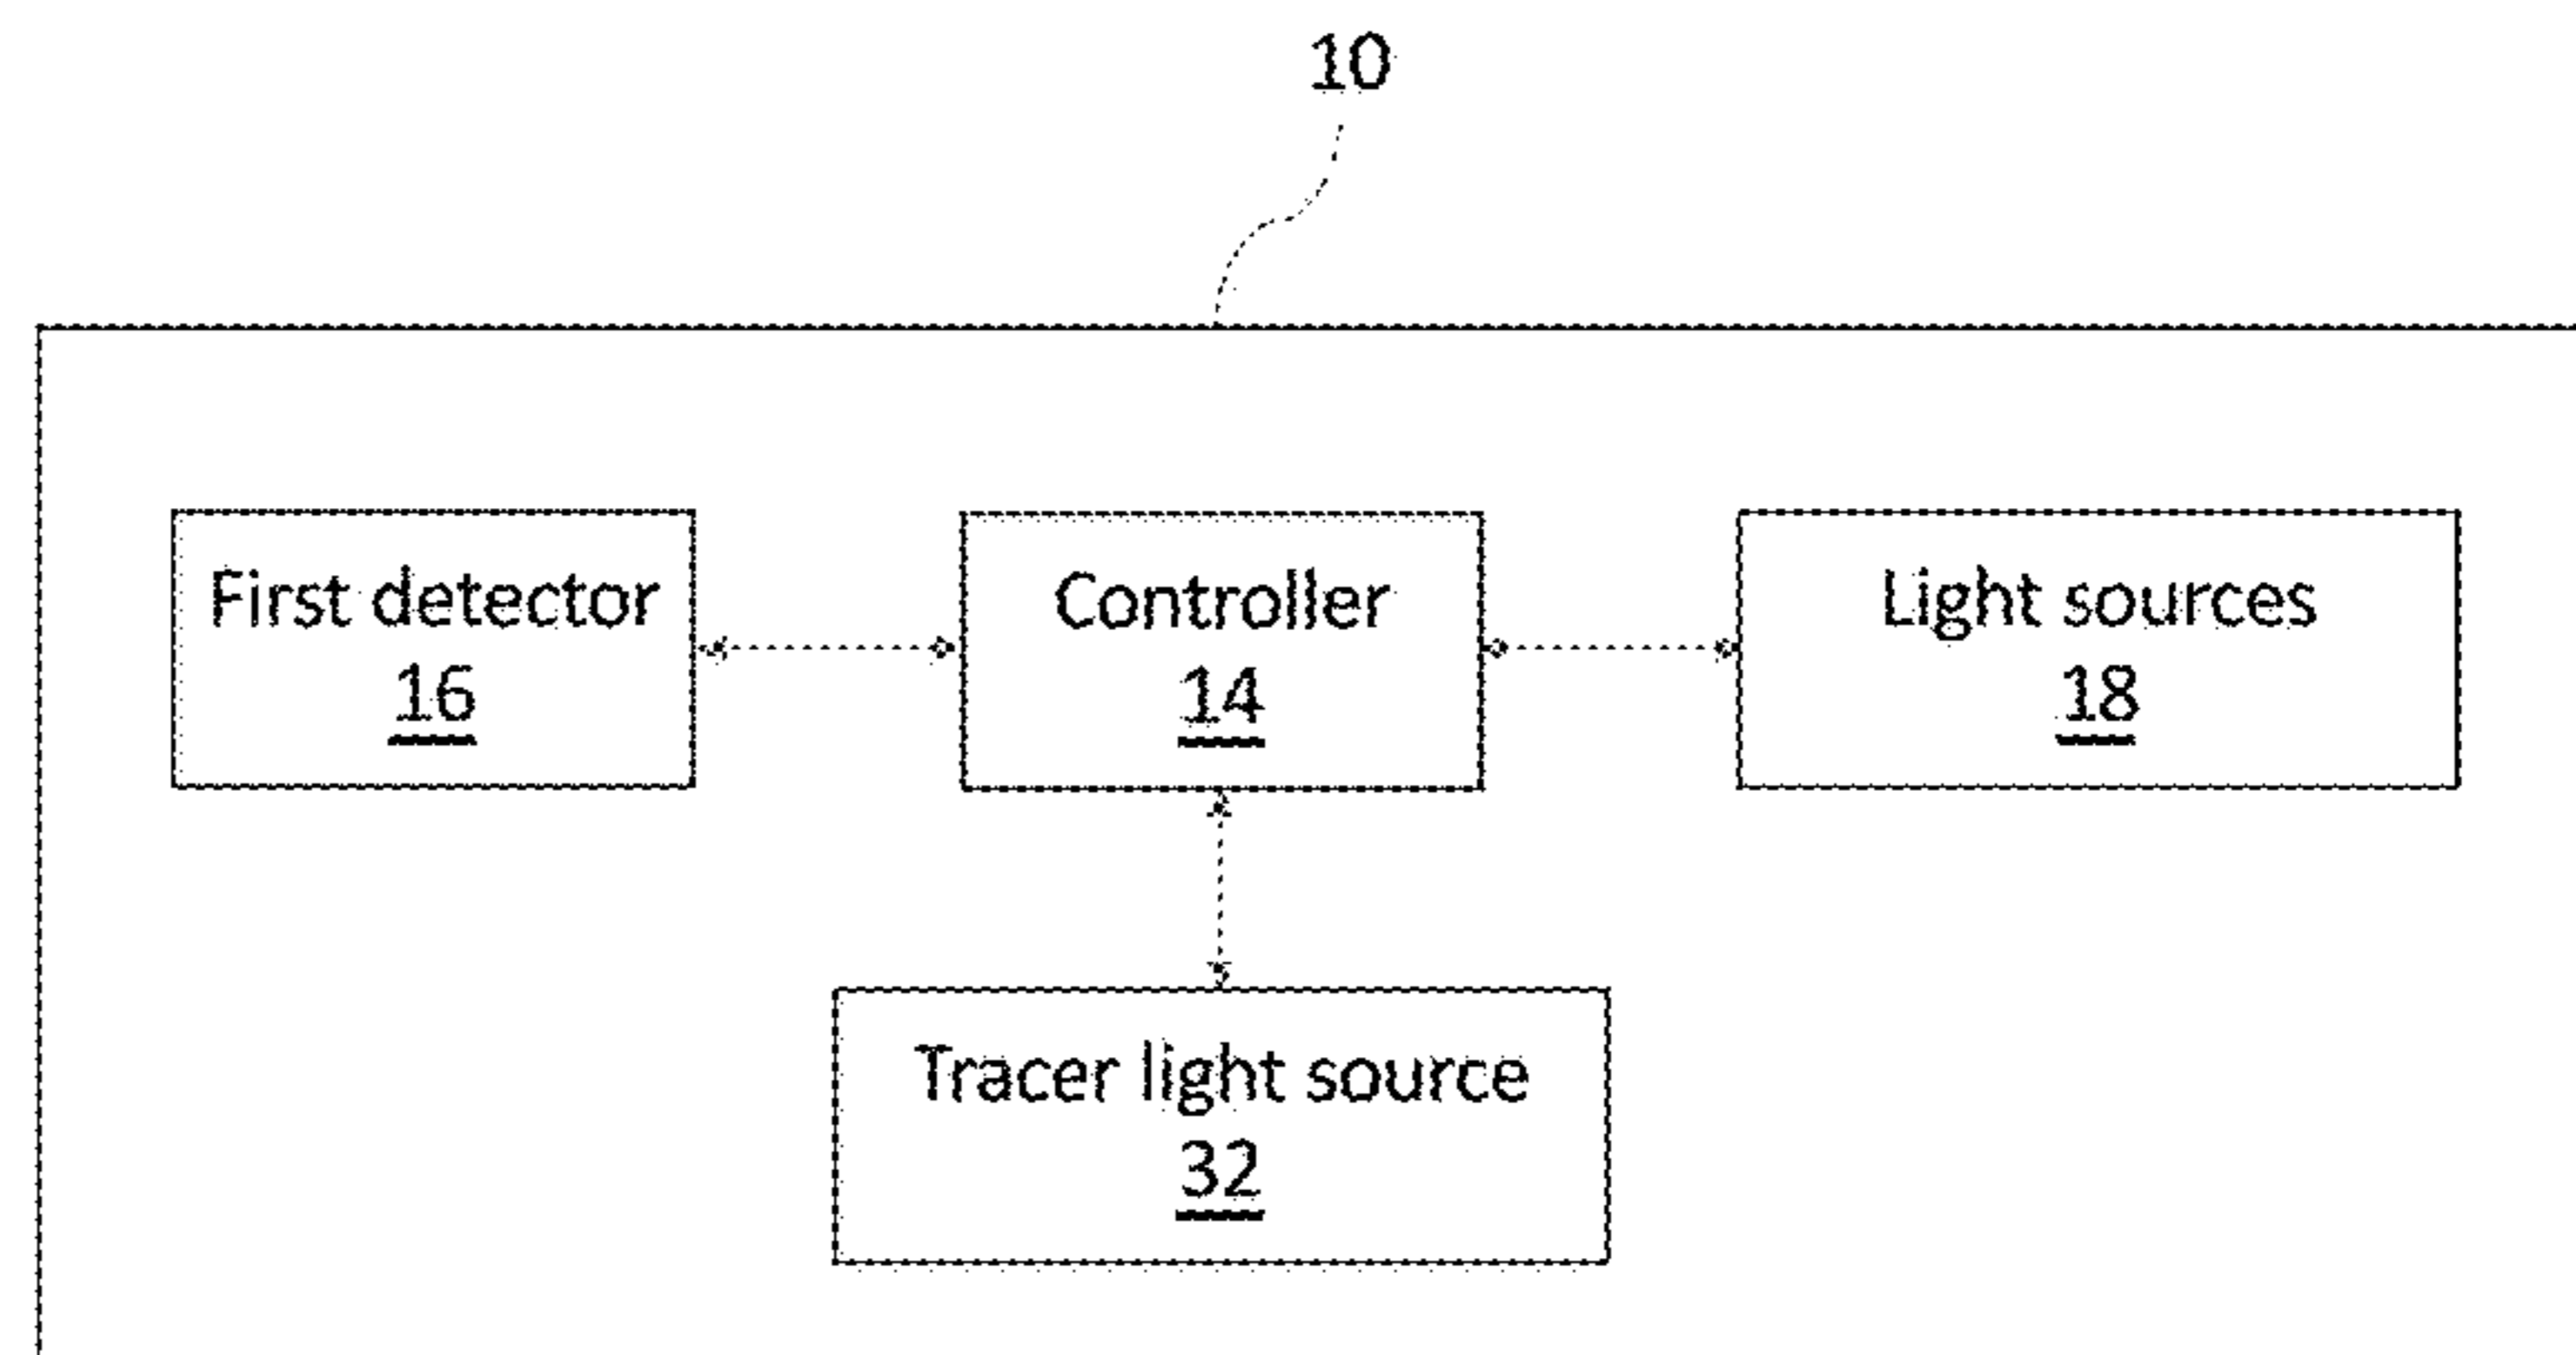 10
First detector
16
Controller
14
Light sources
18
Tracer light source
32